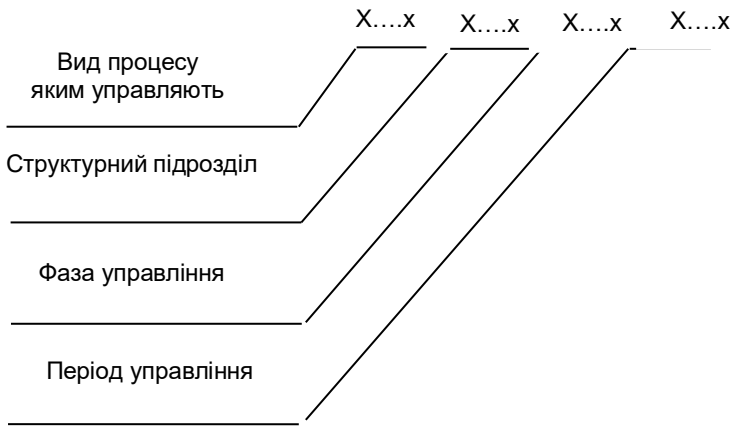 X….x X….x X….x X….x
Вид процесу
яким управляють
Структурний підрозділ
Фаза управління
Період управління